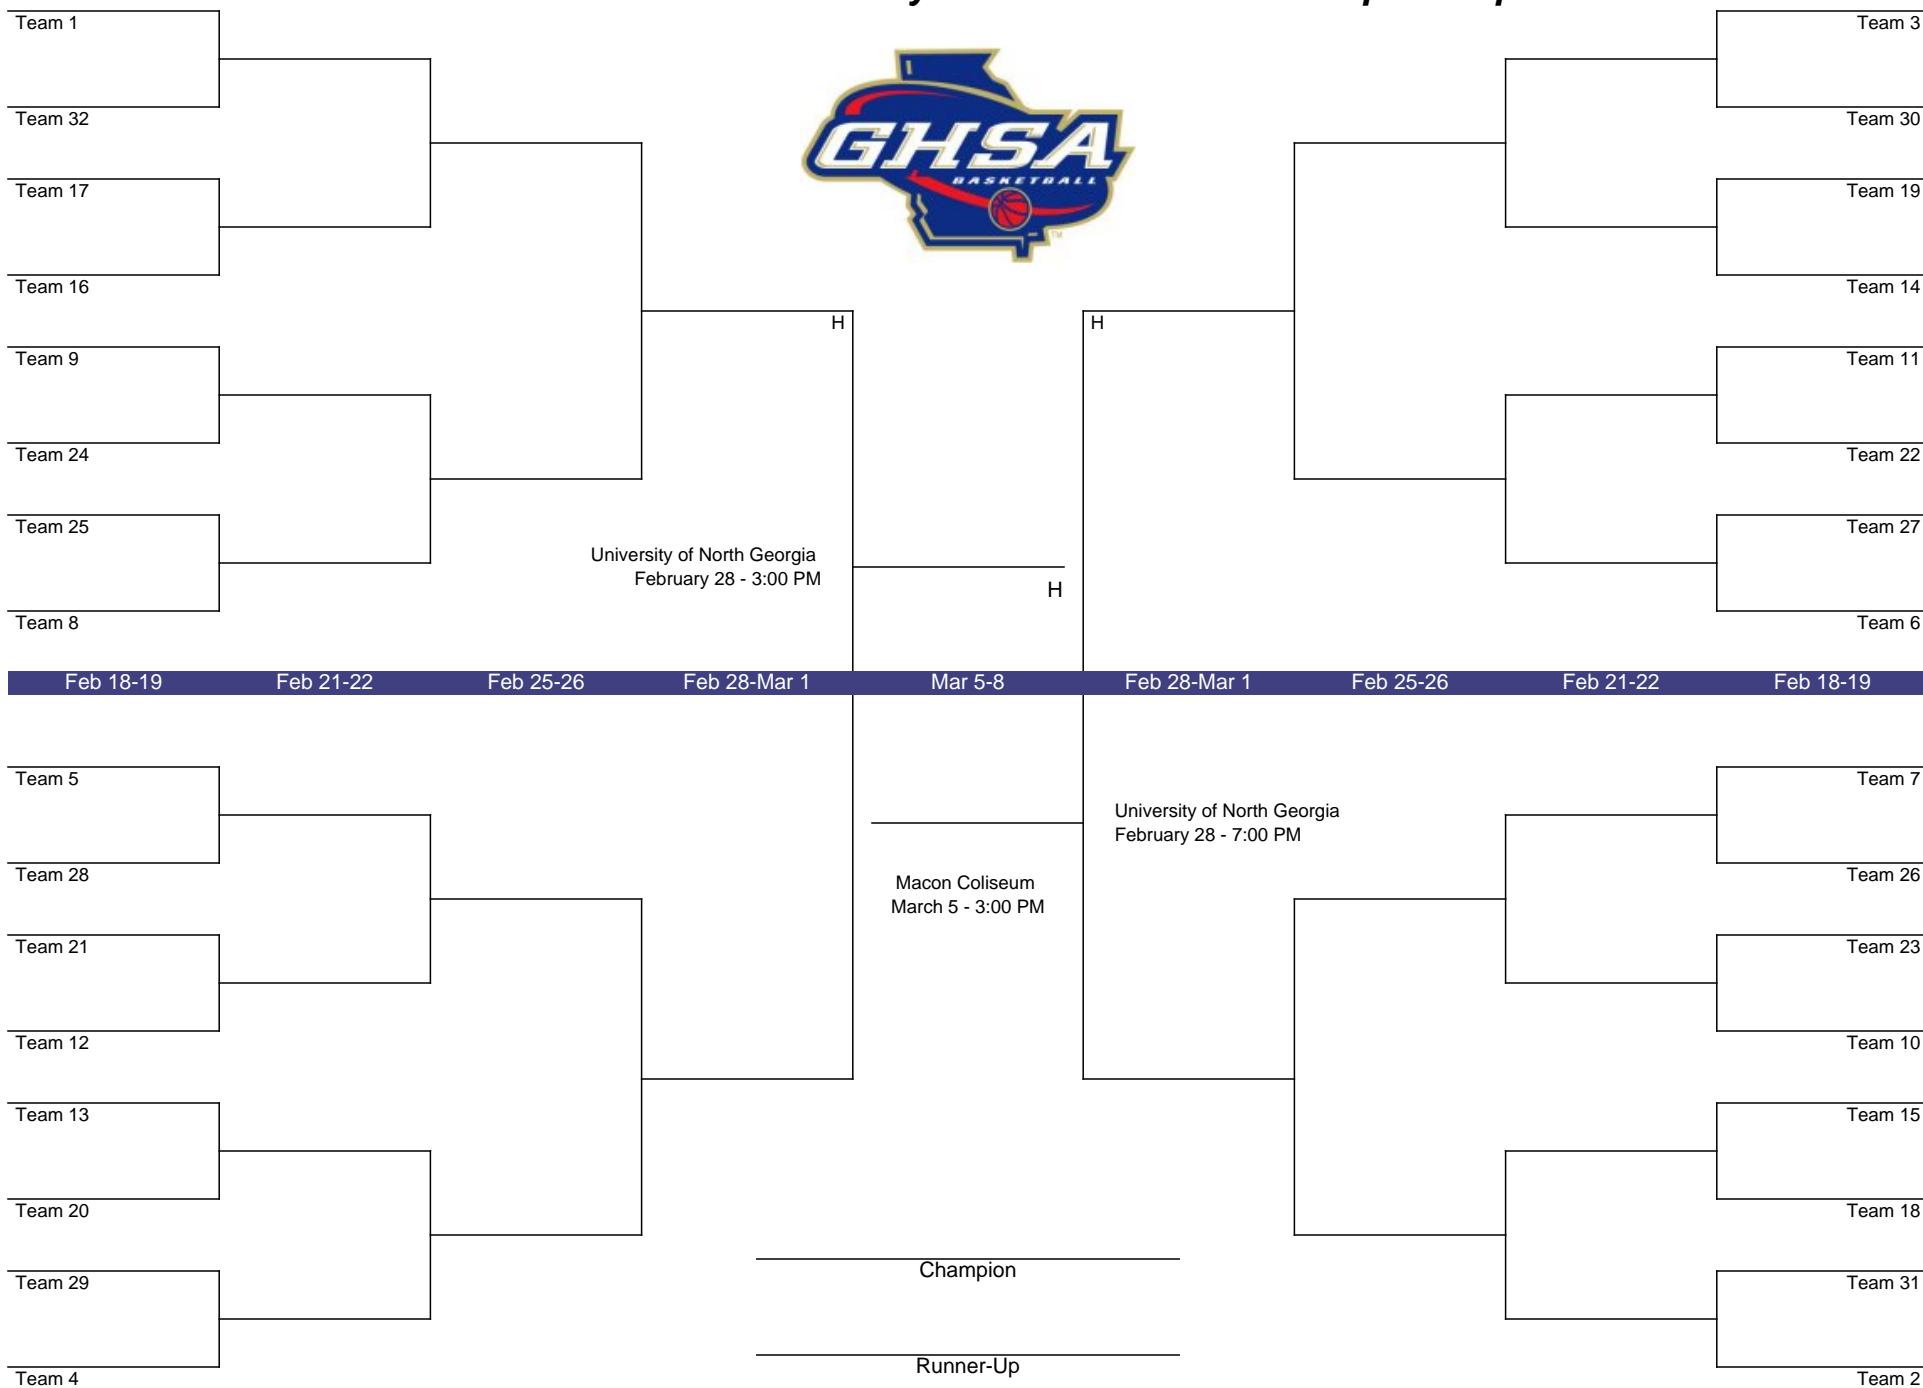 Team 1
Team 3
Team 32
Team 30
GHSA
BASKETBALL
TM
Team 17
Team 19
Team 16
Team 14
H
H
Team 9
Team 11
Team 24
Team 22
Team 25
Team 27
University of North Georgia
February 28 - 3:00 PM
H
Team 8
Team 6
Feb 18-19 Feb 21-22 Feb 25-26 Feb 28-Mar 1 Mar 5-8 Feb 28-Mar 1 Feb 25-26 Feb 21-22 Feb 18-19
Team 5
Team 7
University of North Georgia
February 28 - 7:00 PM
Team 28
Team 26
Macon Coliseum
March 5 - 3:00 PM
Team 21
Team 23
Team 12
Team 10
Team 13
Team 15
Team 20
Team 18
Champion
Team 29
Team 31
Runner-Up
Team 4
Team 2